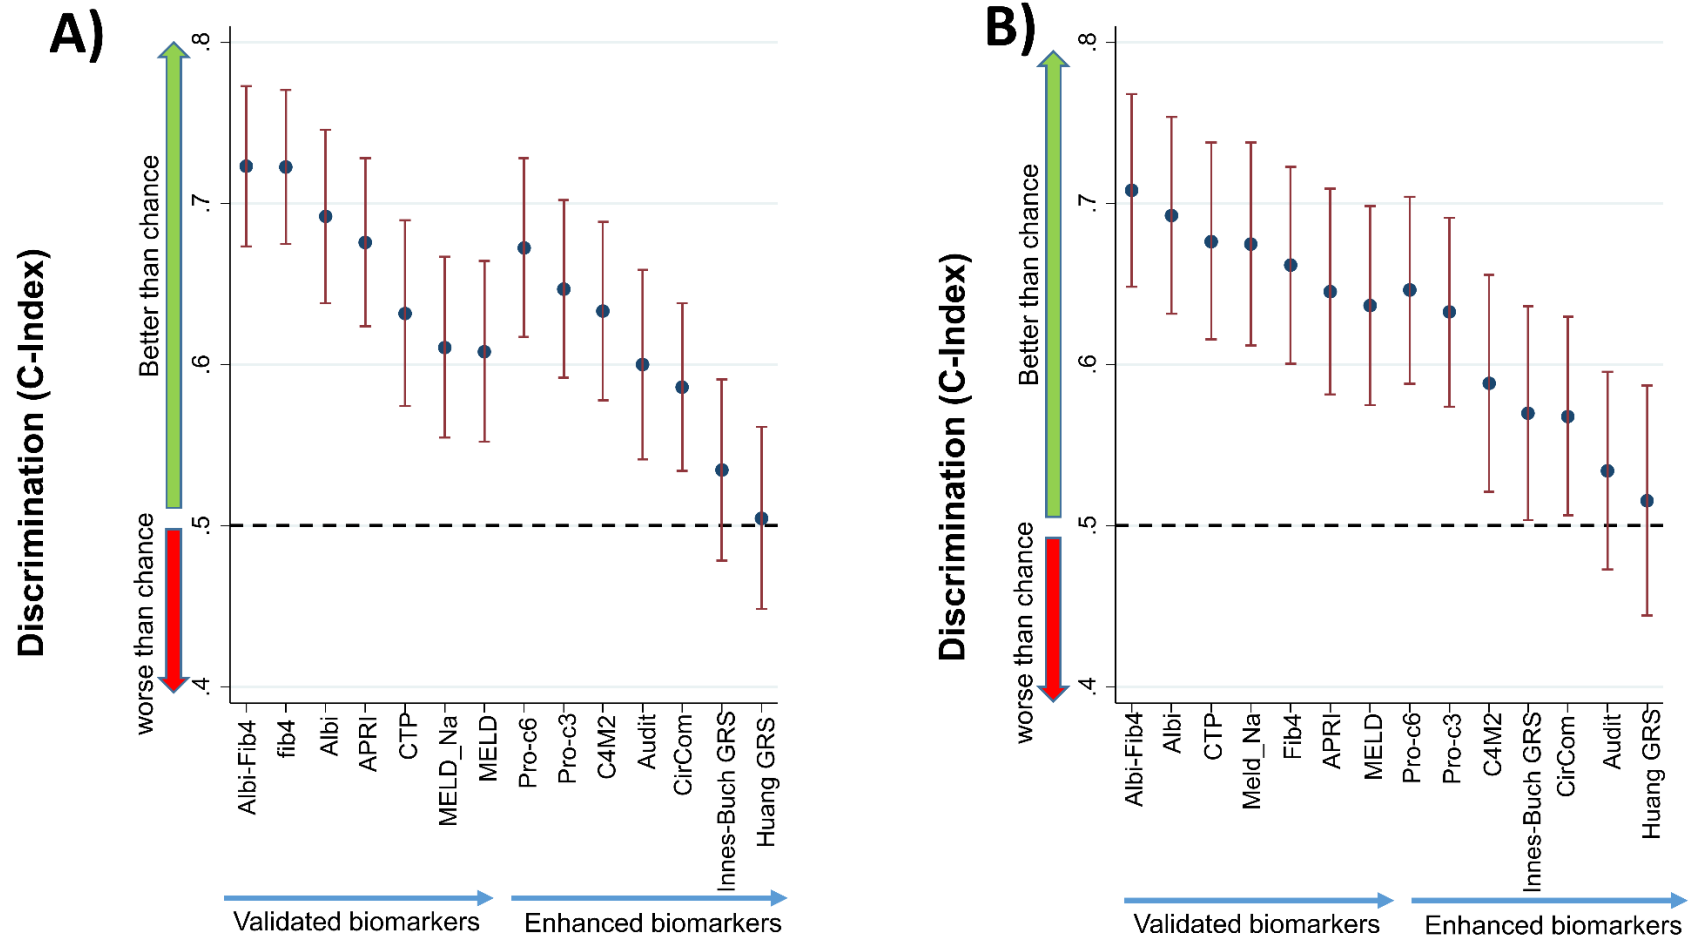 A)
Discrimination (C-Index)
Better than chance
worse than chance
.8
.7
.6
.5
.4
Albi-Fib4
fib4
Albi
APRI
CTP
MELD_Na
MELD
Pro-c6
Pro-c3
C4M2
Audit
CirCom
Innes-Buch GRS
Huang GRS
Validated biomarkers
Enhanced biomarkers
B)
Discrimination (C-Index)
Better than chance
worse than chance
.8
.7
.6
.5
.4
Albi-Fib4
Albi
CTP
Meld_Na
Fib4
APRI
MELD
Pro-c6
Pro-c3
C4M2
Innes-Buch GRS
CirCom
Audit
Huang GRS
Validated biomarkers
Enhanced biomarkers